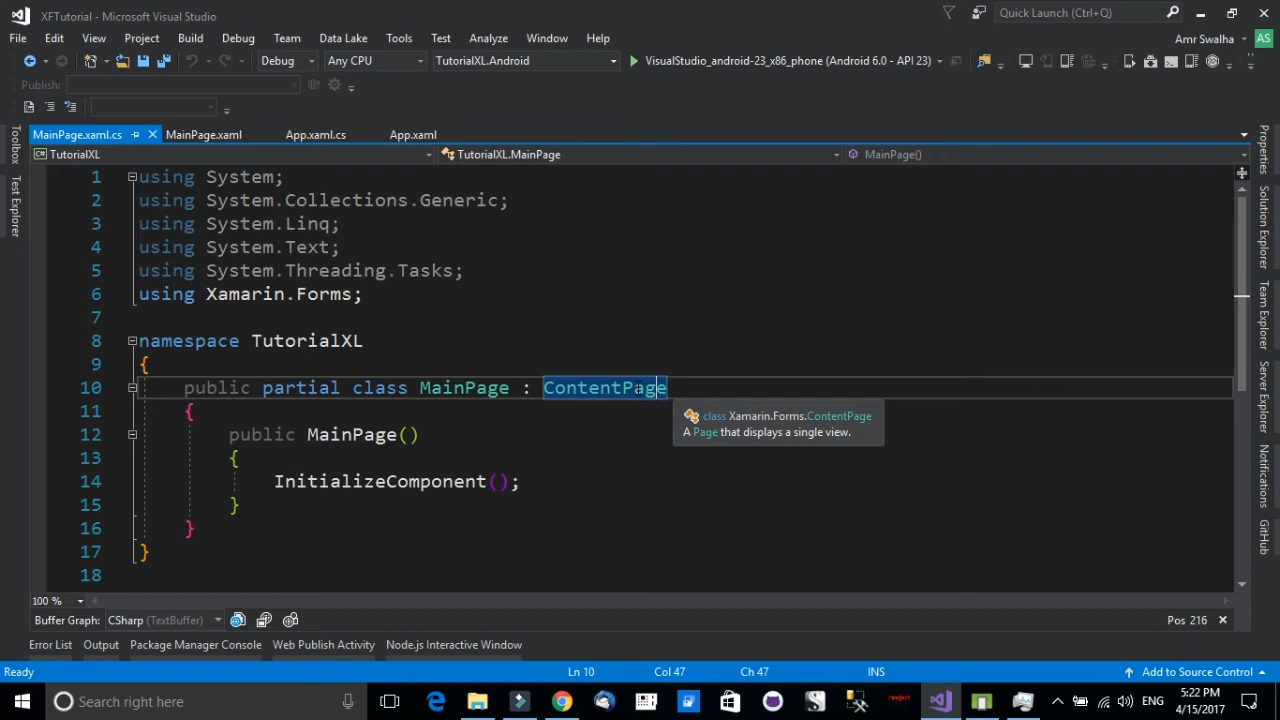 XFTutorial - Microsoft Visual Studio
Quick Launch (Ctrl+Q)
File Edit View Project Build Debug Team Data Lake Tools Test Analyze Window Help
Amr Swalha AS
Debug Any CPU TutorialXL.Android VisualStudio_android-23_x86_phone (Android 6.0 - API 23)
Publish:
MainPage.xaml.cs MainPage.xaml App.xaml.cs App.xaml
TutorialXL TutorialXL.MainPage MainPage()
Toolbox
Test Explorer
1 using System;
2 using System.Collections.Generic;
3 using System.Linq;
4 using System.Text;
5 using System.Threading.Tasks;
6 using Xamarin.Forms;
7
8 namespace TutorialXL
9 {
10 public partial class MainPage : ContentPage
11 {
class Xamarin.Forms.ContentPage
A Page that displays a single view.
12 public MainPage()
13 {
14 InitializeComponent();
15 }
16 }
17 }
18
Properties
Solution Explorer
Team Explorer
Server Explorer
Notifications
GitHub
100 %
Buffer Graph: CSharp (TextBuffer) Pos 216
Error List Output Package Manager Console Web Publish Activity Node.js Interactive Window
Ready Ln 10 Col 47 Ch 47 INS Add to Source Control
Search right here
ENG
5:22 PM
4/15/2017